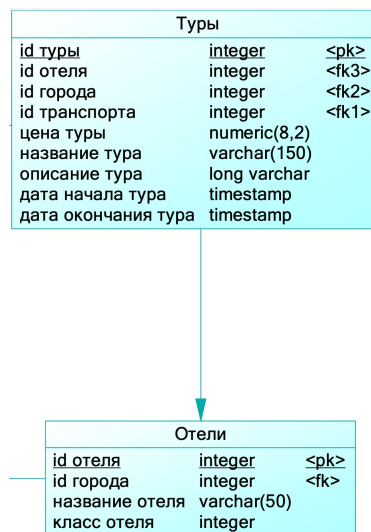 Туры
id туры integer <pk>
id отеля integer <fk3>
id города integer <fk2>
id транспорта integer <fk1>
цена туры numeric(8,2)
название тура varchar(150)
описание тура long varchar
дата начала тура timestamp
дата окончания тура timestamp
Отели
id отеля integer <pk>
id города integer <fk>
название отеля varchar(50)
класс отеля integer